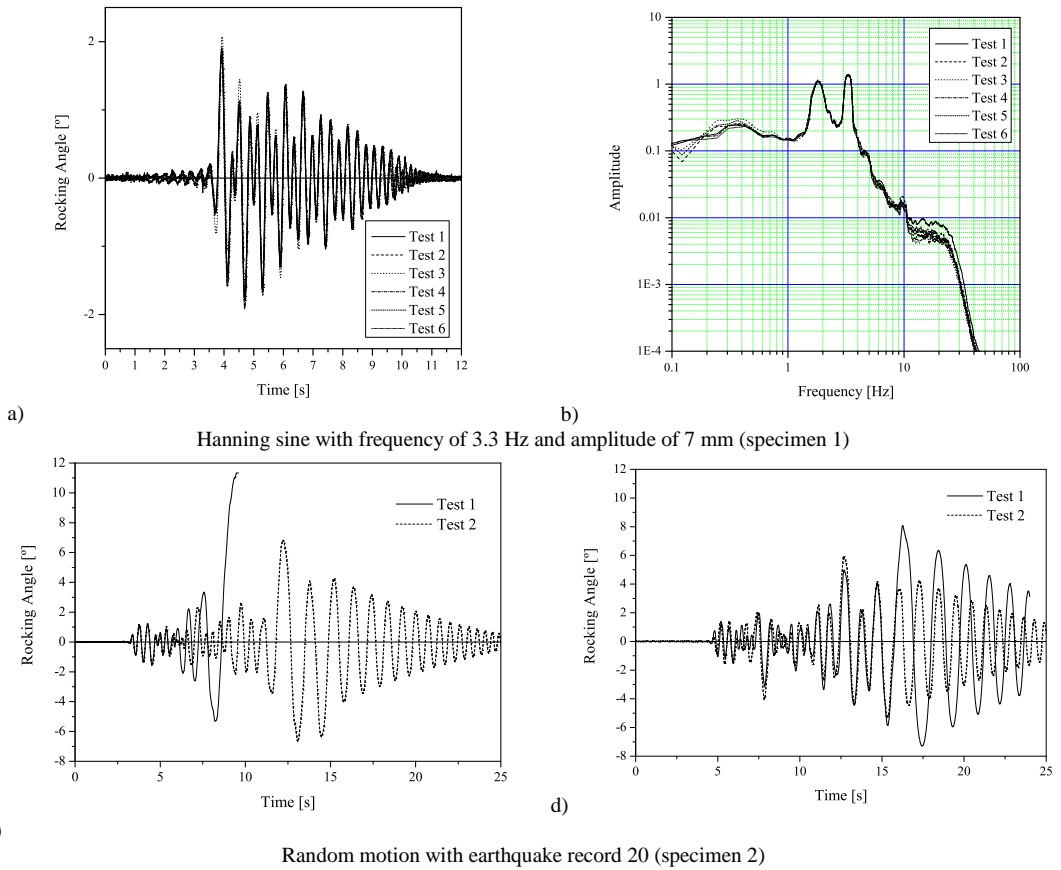 2
0
-2
Rocking Angle [º]
0 1 2 3 4 5 6 7 8 9 10 11 12
Time [s]
Test 1
Test 2
Test 3
Test 4
Test 5
Test 6
a)
10
1
0.1
0.01
1E-3
1E-4
Amplitude
0.1 1 10 100
Frequency [Hz]
Test 1
Test 2
Test 3
Test 4
Test 5
Test 6
b)
Hanning sine with frequency of 3.3 Hz and amplitude of 7 mm (specimen 1)
12
10
8
6
4
2
0
-2
-4
-6
-8
Rocking Angle [º]
0 5 10 15 20 25
Time [s]
Test 1
Test 2
)
12
10
8
6
4
2
0
-2
-4
-6
-8
Rocking Angle [º]
0 5 10 15 20 25
Time [s]
Test 1
Test 2
d)
Random motion with earthquake record 20 (specimen 2)